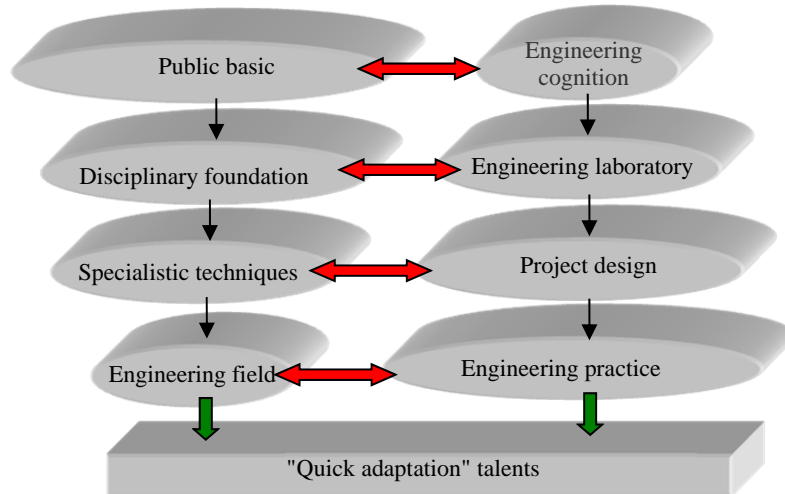 Public basic
Engineering
cognition
Disciplinary foundation
Engineering laboratory
Specialistic techniques
Project design
Engineering field
Engineering practice
"Quick adaptation" talents